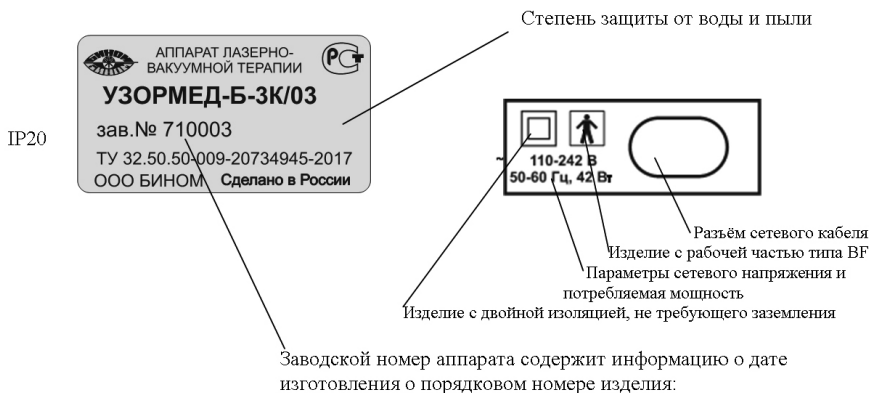 Степень защиты от воды и пыли
БИНОМ
АППАРАТ ЛАЗЕРНО-
ВАКУУМНОЙ ТЕРАПИИ
РСТ
УЗОРМЕД-Б-3К/03
зав.№ 710003
IP20
ТУ 32.50.50-009-20734945-2017
ООО БИНОМ Сделано в России
~ 110-242 В
50-60 Гц, 42 Вт
Разъём сетевого кабеля
Изделие с рабочей частью типа BF
Параметры сетевого напряжения и
потребляемая мощность
Изделие с двойной изоляцией, не требующего заземления
Заводской номер аппарата содержит информацию о дате
изготовления о порядковом номере изделия: